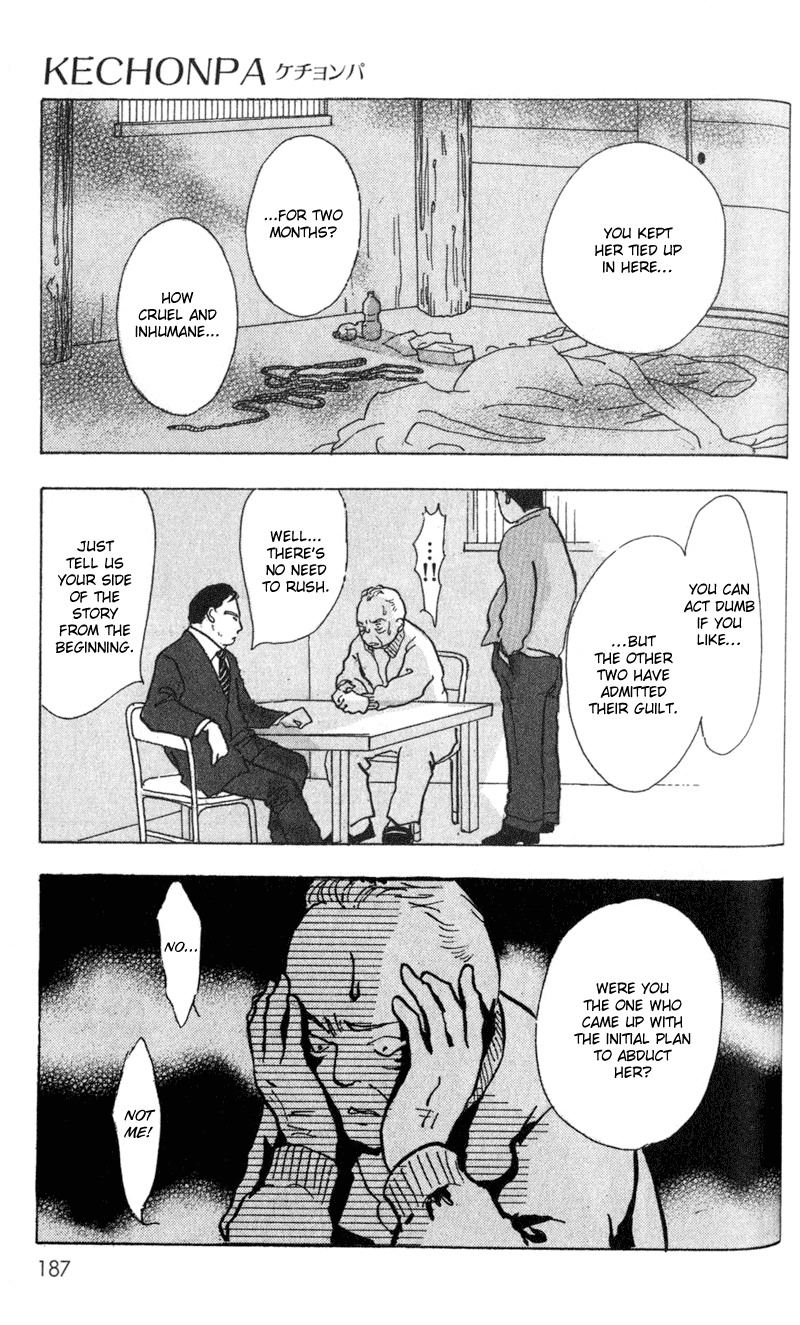 KECHONPA ケチョンパ
YOU KEPT
HER TIED UP
IN HERE...
...FOR TWO
MONTHS?
HOW
CRUEL AND
INHUMANE...
YOU CAN
ACT DUMB
IF YOU
LIKE...
...BUT
THE OTHER
TWO HAVE
ADMITTED
THEIR GUILT.
...!!
WELL...
THERE'S
NO NEED
TO RUSH.
JUST
TELL US
YOUR SIDE
OF THE
STORY
FROM THE
BEGINNING.
WERE YOU
THE ONE WHO
CAME UP WITH
THE INITIAL PLAN
TO ABDUCT
HER?
NO...
NOT
ME!
187